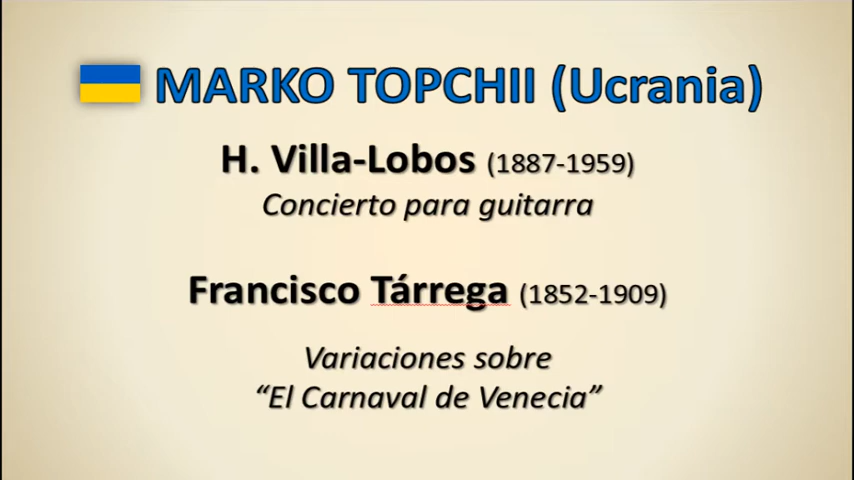 MARKO TOPCHII (Ucrania)
H. Villa-Lobos (1887-1959)
Concierto para guitarra
Francisco Tárrega (1852-1909)
Variaciones sobre
“El Carnaval de Venecia”